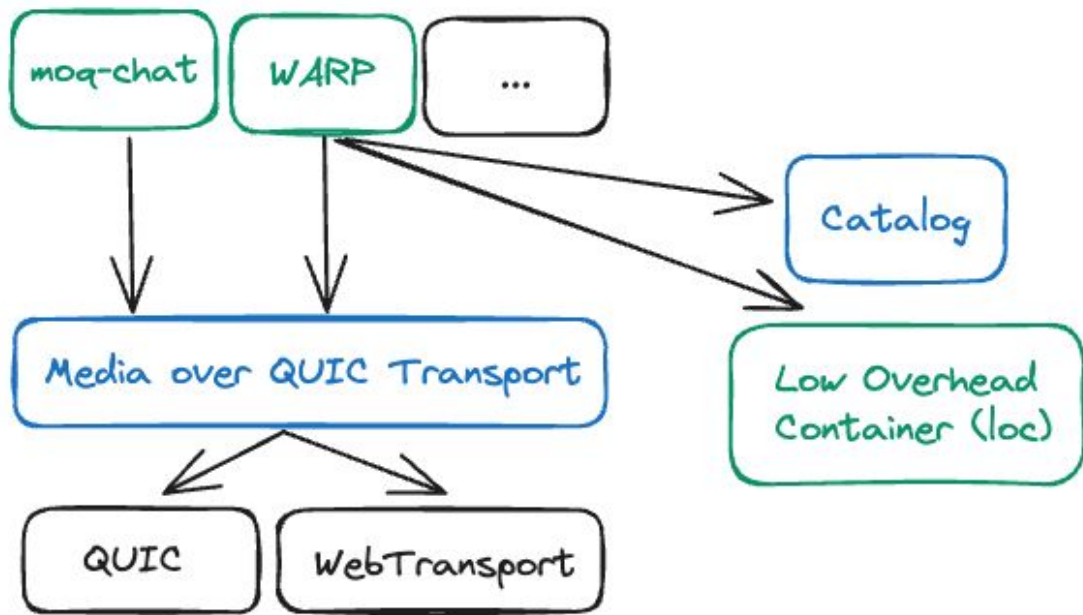 moq-chat
WARP
...
Catalog
Media over QUIC Transport
Low Overhead
Container (loc)
QUIC
WebTransport